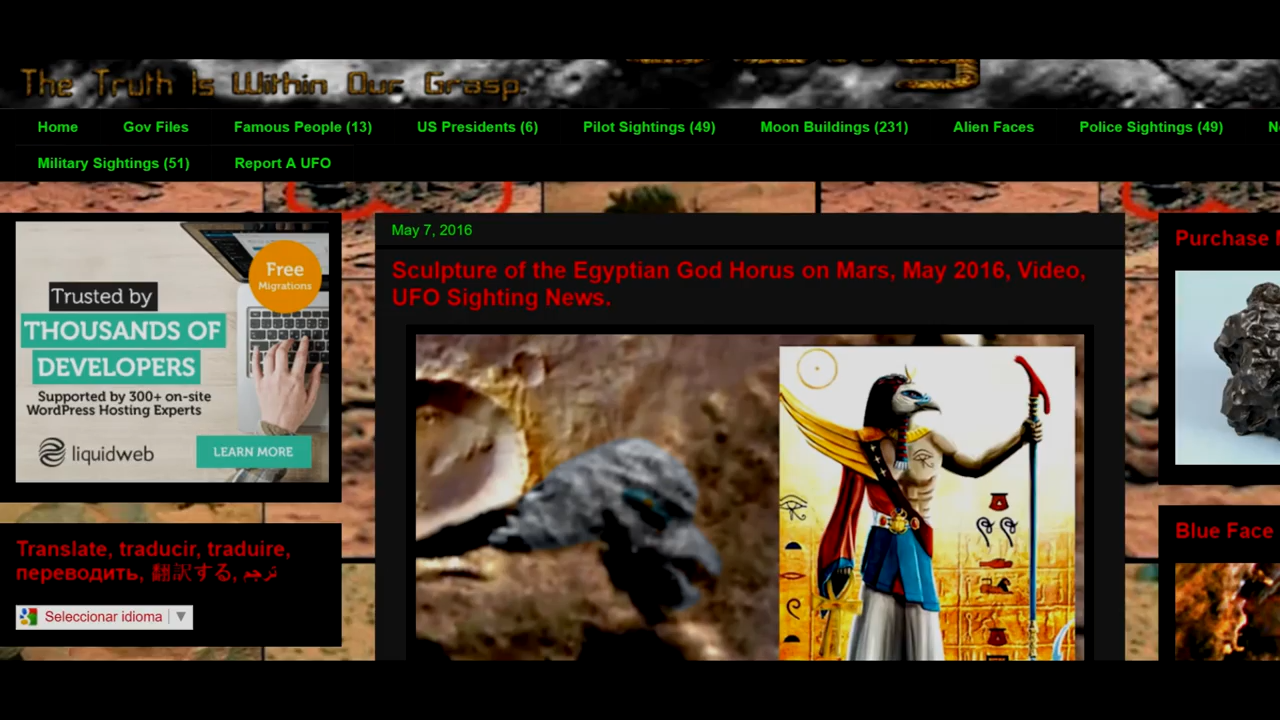 The Truth Is Within Our Grasp.
Home Gov Files Famous People (13) US Presidents (6) Pilot Sightings (49) Moon Buildings (231) Alien Faces Police Sightings (49)
Military Sightings (51) Report A UFO
Free
Migrations
Trusted by
THOUSANDS OF
DEVELOPERS
Supported by 300+ on-site
WordPress Hosting Experts
liquidweb
LEARN MORE
Translate, traducir, traduire,
переводить, 翻訳する, ترجم
Seleccionar idioma
May 7, 2016
Sculpture of the Egyptian God Horus on Mars, May 2016, Video,
UFO Sighting News.
Purchase
Blue Face